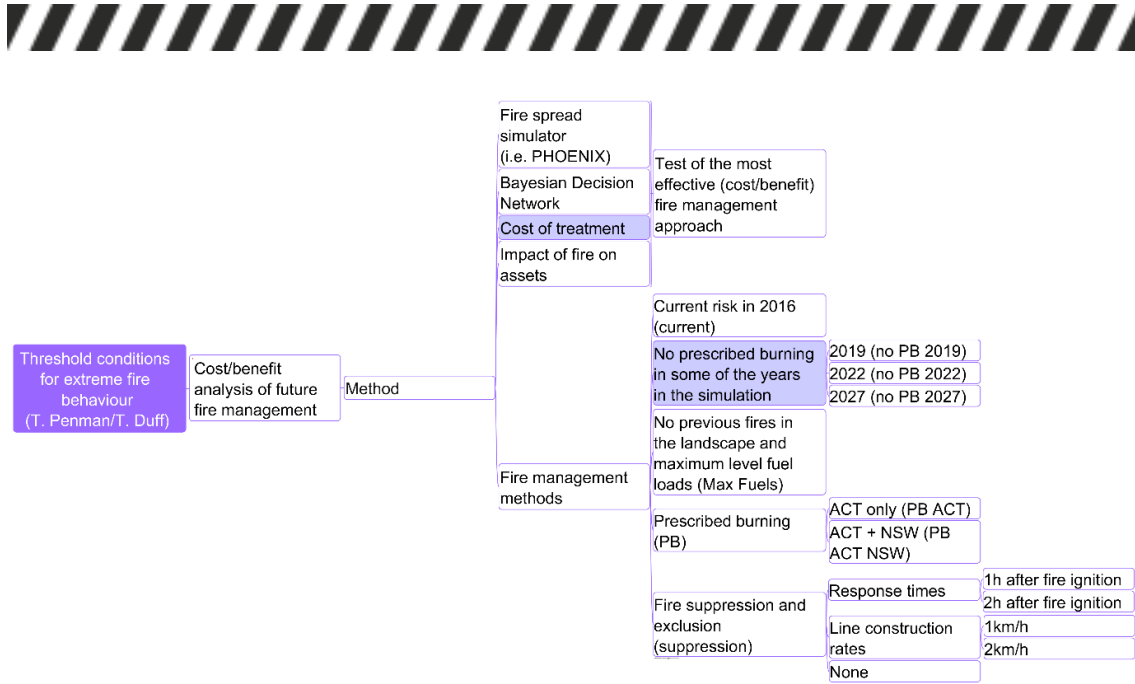 Threshold conditions
for extreme fire
behaviour
(T. Penman/T. Duff)
Cost/benefit
analysis of future
fire management
Method
Fire spread
simulator
(i.e. PHOENIX)
Bayesian Decision
Network
Cost of treatment
Impact of fire on
assets
Test of the most
effective (cost/benefit)
fire management
approach
Fire management
methods
Current risk in 2016
(current)
No prescribed burning
in some of the years
in the simulation
2019 (no PB 2019)
2022 (no PB 2022)
2027 (no PB 2027)
No previous fires in
the landscape and
maximum level fuel
loads (Max Fuels)
Prescribed burning
(PB)
ACT only (PB ACT)
ACT + NSW (PB
ACT NSW)
Fire suppression and
exclusion
(suppression)
Response times
1h after fire ignition
2h after fire ignition
Line construction
rates
1km/h
2km/h
None